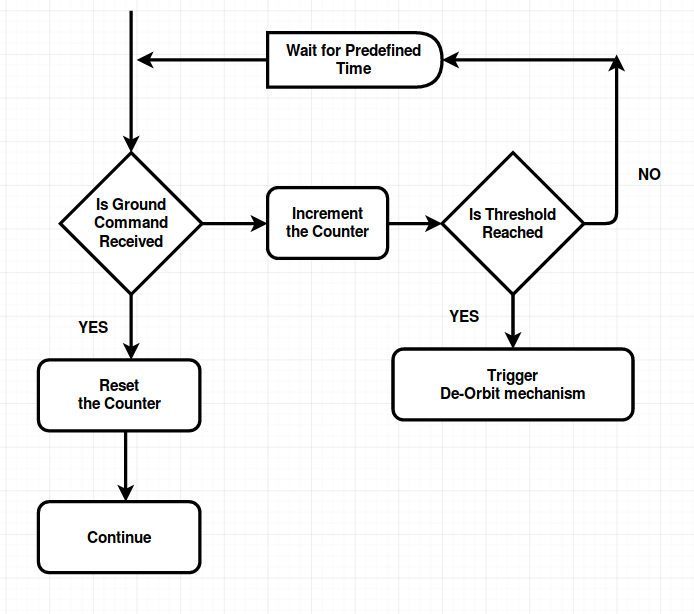 Wait for Predefined
Time
NO
Is Ground
Command
Received
Increment
the Counter
Is Threshold
Reached
YES
YES
Reset
the Counter
Trigger
De-Orbit mechanism
Continue